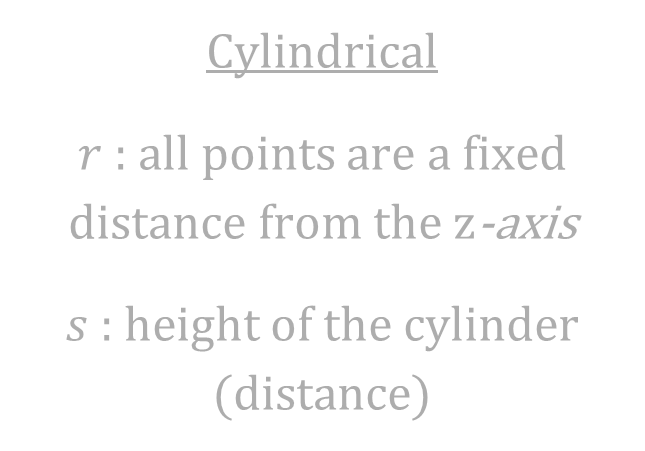 Cylindrical
r : all points are a fixed
distance from the z-axis
s : height of the cylinder
(distance)